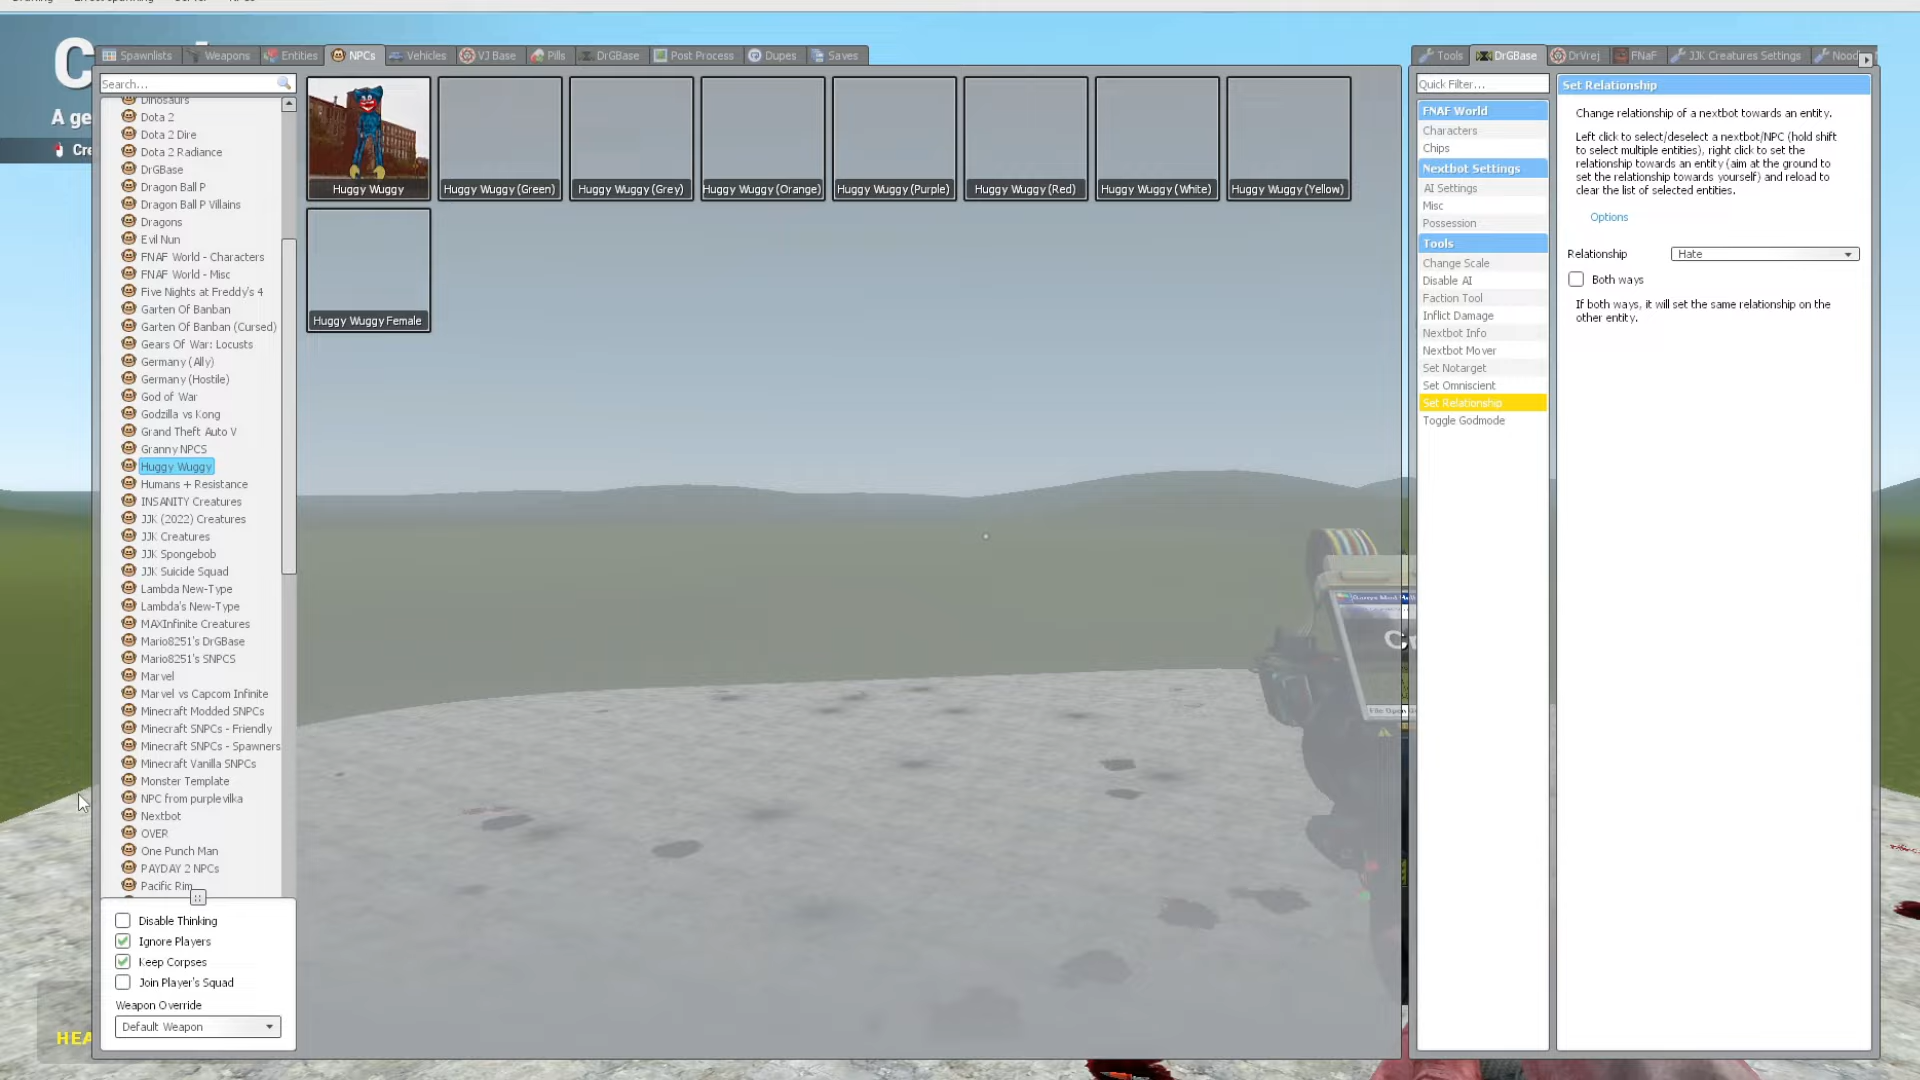 Spawnlists
Weapons
Entities
NPCs
Vehicles
VJ Base
Pills
DrGBase
Post Process
Dupes
Saves
Tools
DrGBase
DrVrej
FNaF
JJK Creatures Settings
Nood
C
A ge
Cre
Search...
Dinosaurs
Dota 2
Dota 2 Dire
Dota 2 Radiance
DrGBase
Dragon Ball P
Dragon Ball P Villains
Dragons
Evil Nun
FNAF World - Characters
FNAF World - Misc
Five Nights at Freddy's 4
Garten Of Banban
Garten Of Banban (Cursed)
Gears Of War: Locusts
Germany (Ally)
Germany (Hostile)
God of War
Godzilla vs Kong
Grand Theft Auto V
Granny NPCS
Huggy Wuggy
Humans + Resistance
INSANITY Creatures
JJK (2022) Creatures
JJK Creatures
JJK Spongebob
JJK Suicide Squad
Lambda New-Type
Lambda's New-Type
MAXInfinite Creatures
Mario8251's DrGBase
Mario8251's SNPCS
Marvel
Marvel vs Capcom Infinite
Minecraft Modded SNPCs
Minecraft SNPCs - Friendly
Minecraft SNPCs - Spawners
Minecraft Vanilla SNPCs
Monster Template
NPC from purplevilka
Nextbot
OVER
One Punch Man
PAYDAY 2 NPCs
Pacific Rim
Disable Thinking
Ignore Players
Keep Corpses
Join Player's Squad
Weapon Override
Default Weapon
HEA
Huggy Wuggy
Huggy Wuggy (Green)
Huggy Wuggy (Grey)
Huggy Wuggy (Orange)
Huggy Wuggy (Purple)
Huggy Wuggy (Red)
Huggy Wuggy (White)
Huggy Wuggy (Yellow)
Huggy Wuggy Female
Quick Filter...
FNAF World
Characters
Chips
Nextbot Settings
AI Settings
Misc
Possession
Tools
Change Scale
Disable AI
Faction Tool
Inflict Damage
Nextbot Info
Nextbot Mover
Set Notarget
Set Omniscient
Set Relationship
Toggle Godmode
Set Relationship
Change relationship of a nextbot towards an entity.
Left click to select/deselect a nextbot/NPC (hold shift
to select multiple entities), right click to set the
relationship towards an entity (aim at the ground to
set the relationship towards yourself) and reload to
clear the list of selected entities.
Options
Relationship
Hate
Both ways
If both ways, it will set the same relationship on the
other entity.